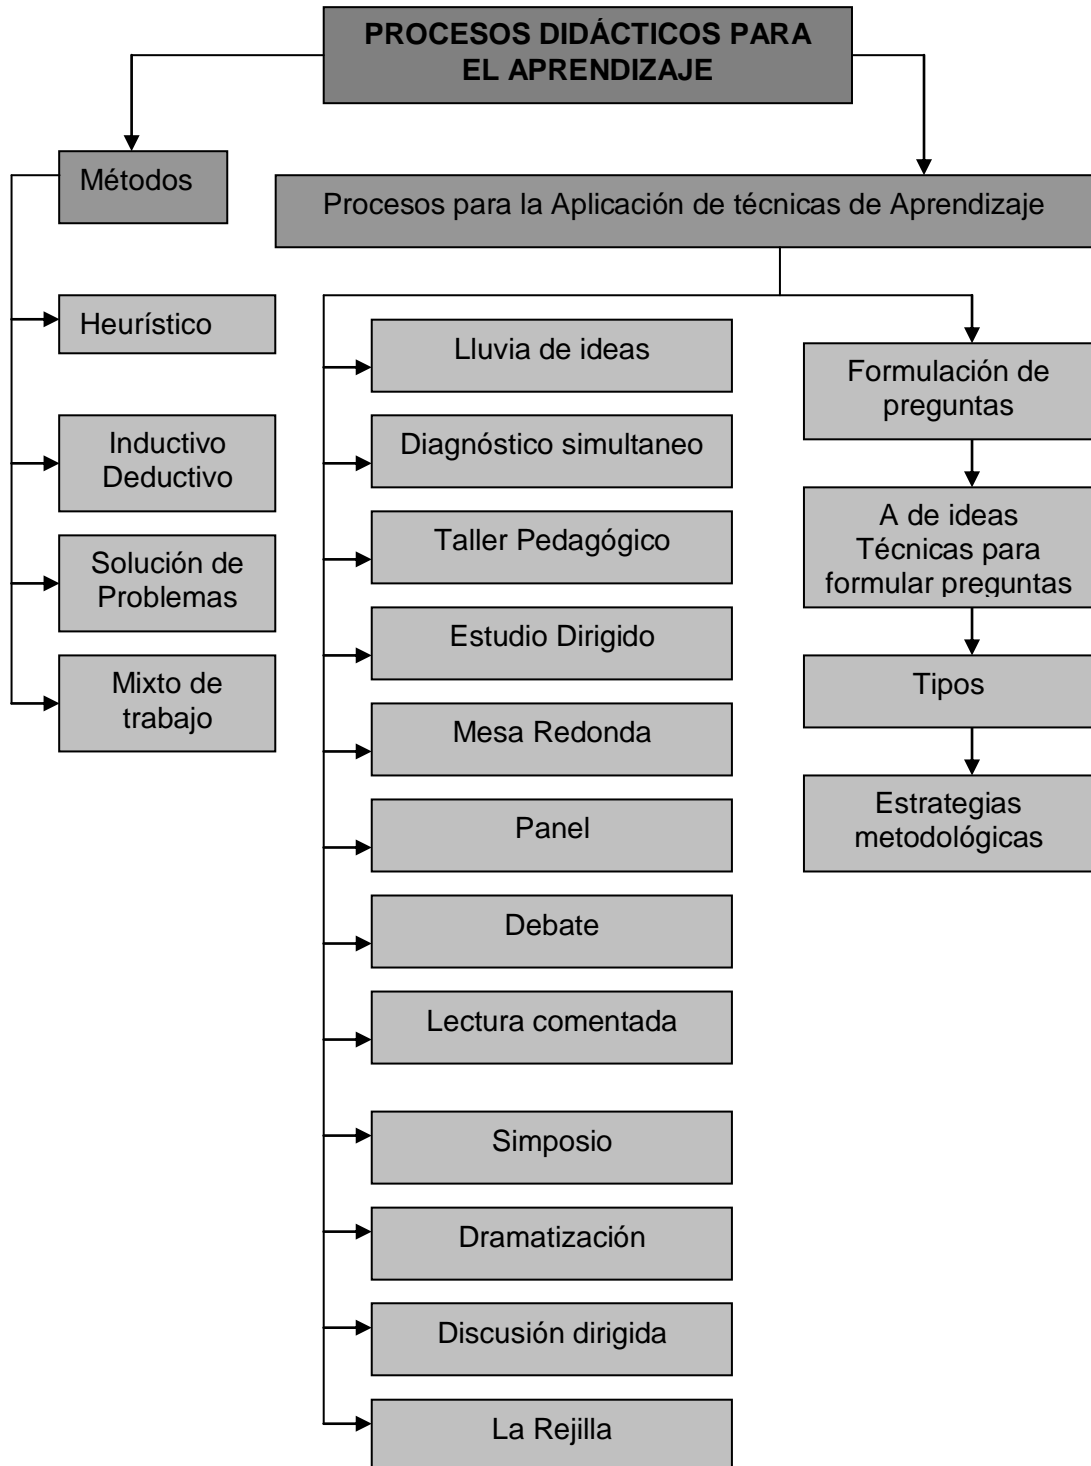 PROCESOS DIDÁCTICOS PARA
EL APRENDIZAJE
Métodos
Procesos para la Aplicación de técnicas de Aprendizaje
Heurístico
Inductivo
Deductivo
Solución de
Problemas
Mixto de
trabajo
Lluvia de ideas
Diagnóstico simultaneo
Taller Pedagógico
Estudio Dirigido
Mesa Redonda
Panel
Debate
Lectura comentada
Simposio
Dramatización
Discusión dirigida
La Rejilla
Formulación de
preguntas
A de ideas
Técnicas para
formular preguntas
Tipos
Estrategias
metodológicas